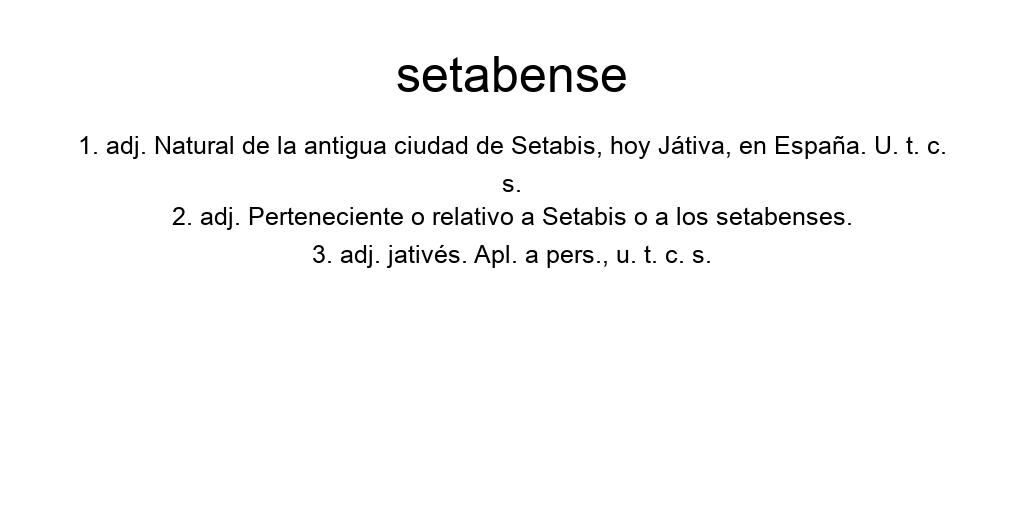 setabense
1. adj. Natural de la antigua ciudad de Setabis, hoy Játiva, en España. U. t. c.
s.
2. adj. Perteneciente o relativo a Setabis o a los setabenses.
3. adj. jativés. Apl. a pers., u. t. c. s.